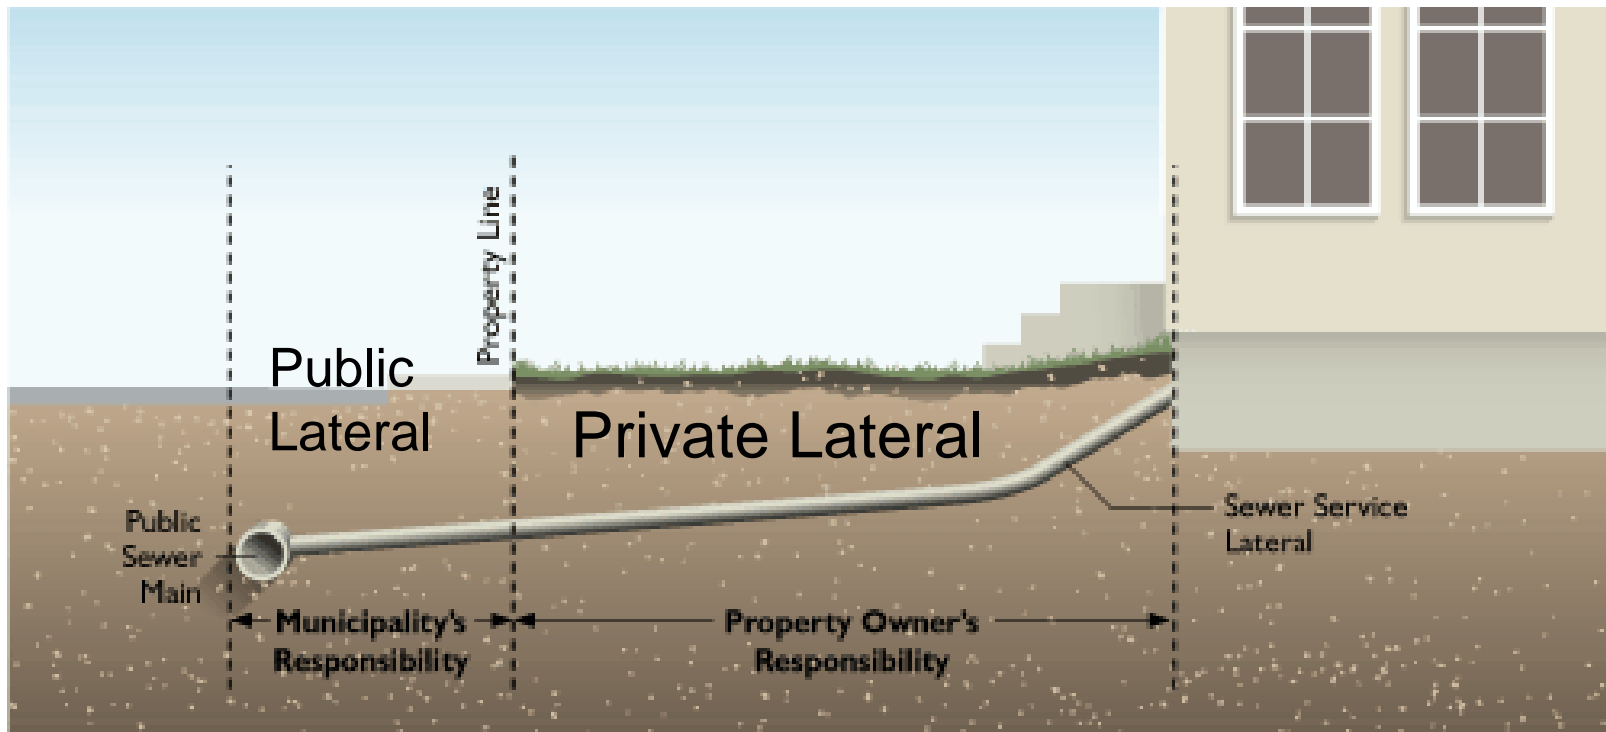 Property Line
Public
Lateral
Private Lateral
Public
Sewer
Main
Sewer Service
Lateral
Municipality's
Responsibility
Property Owner's
Responsibility